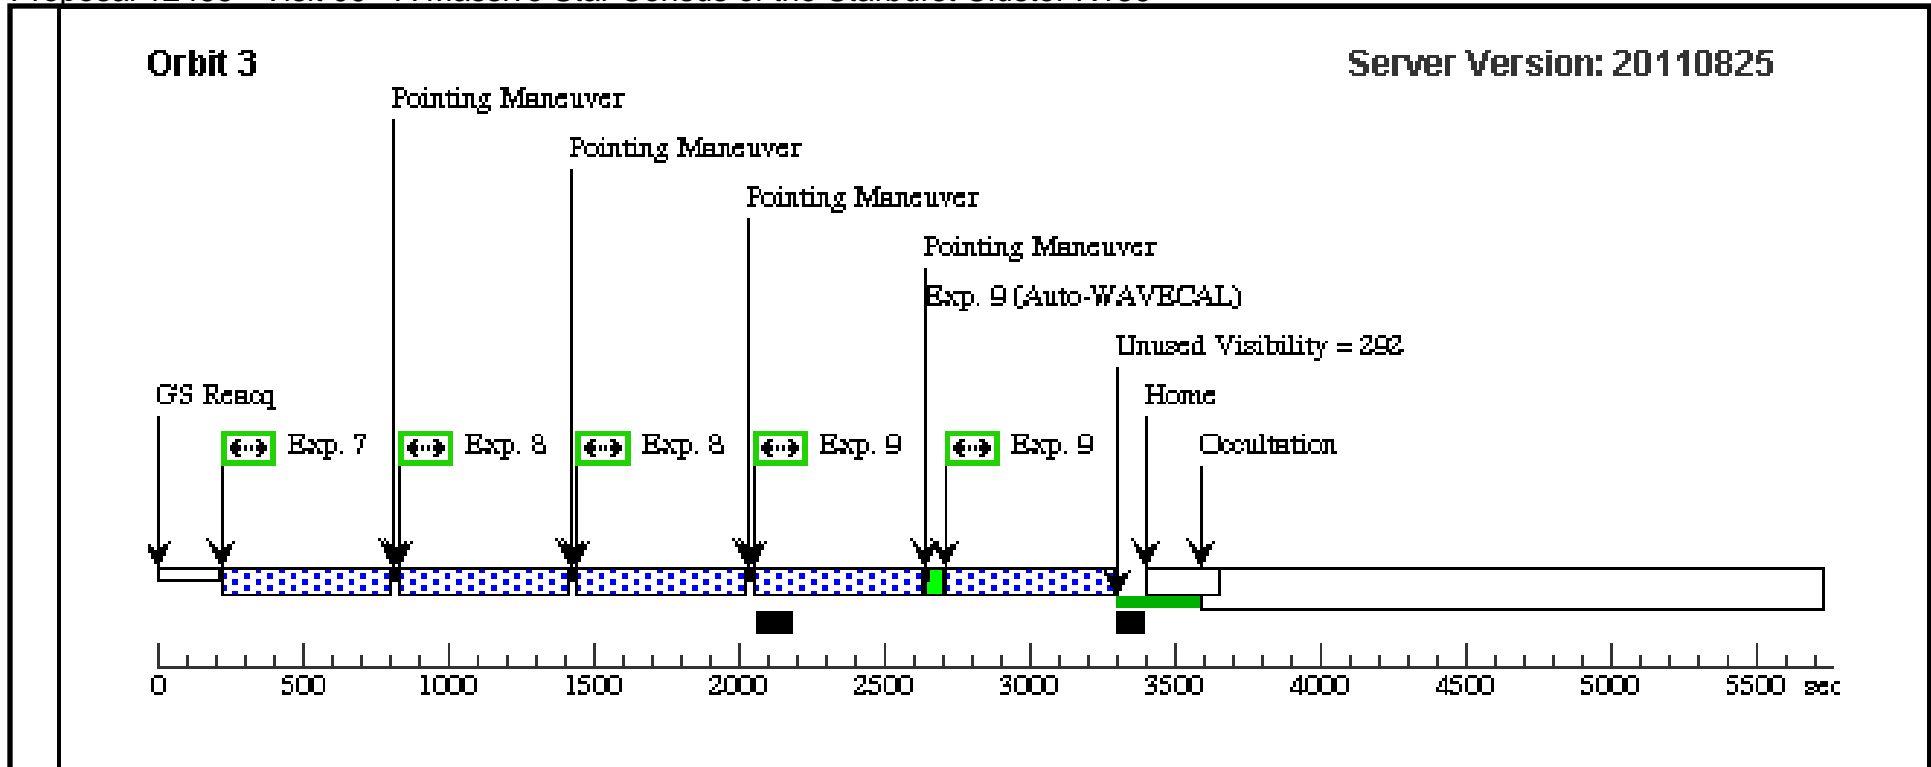 Orbit 3
Server Version: 20110825
Pointing Maneuver
Pointing Maneuver
Pointing Maneuver
Pointing Maneuver
Exp. 9 (Auto-WAVECAL)
Unused Visibility = 292
GS Reacq
Home
Exp. 7
Exp. 8
Exp. 8
Exp. 9
Exp. 9
Occultation
0 500 1000 1500 2000 2500 3000 3500 4000 4500 5000 5500 sec